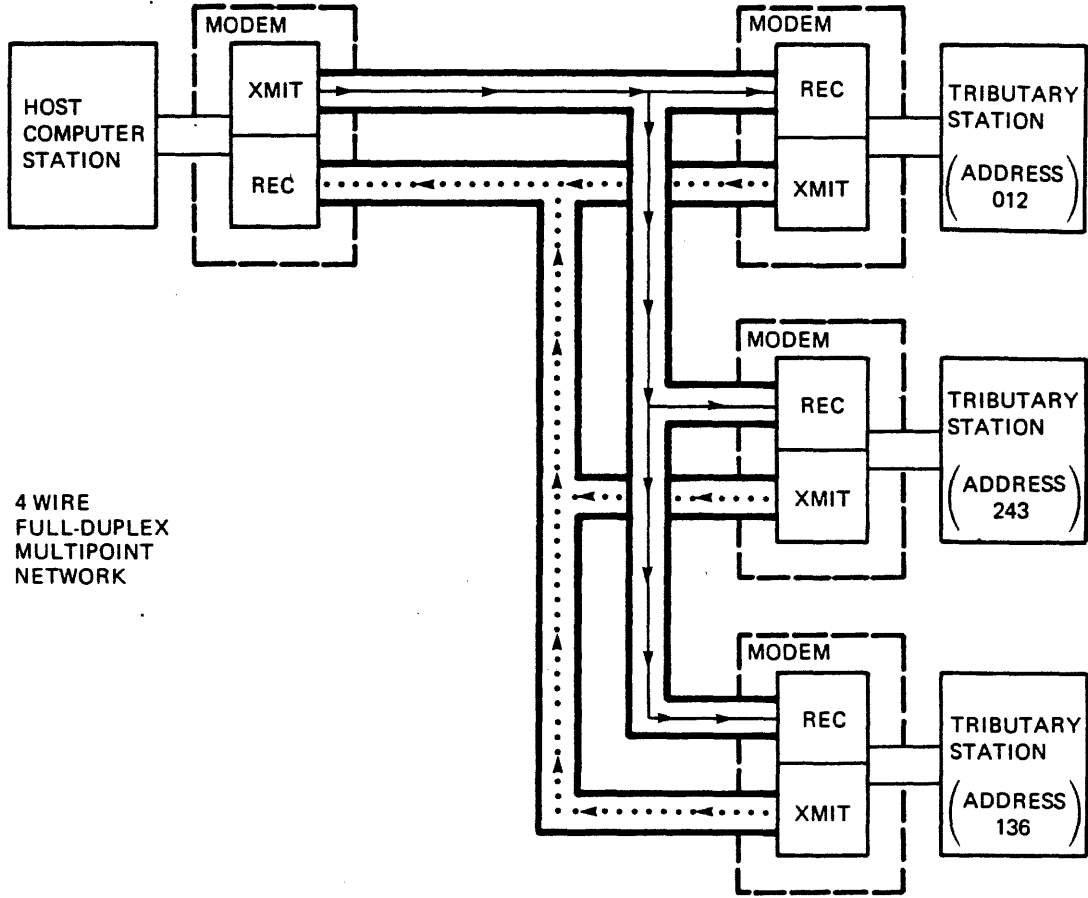 MODEM
HOST
COMPUTER
STATION
XMIT
REC
MODEM
REC
XMIT
TRIBUTARY
STATION
(ADDRESS
012)
MODEM
REC
XMIT
TRIBUTARY
STATION
(ADDRESS
243)
4 WIRE
FULL-DUPLEX
MULTIPOINT
NETWORK
MODEM
REC
XMIT
TRIBUTARY
STATION
(ADDRESS
136)